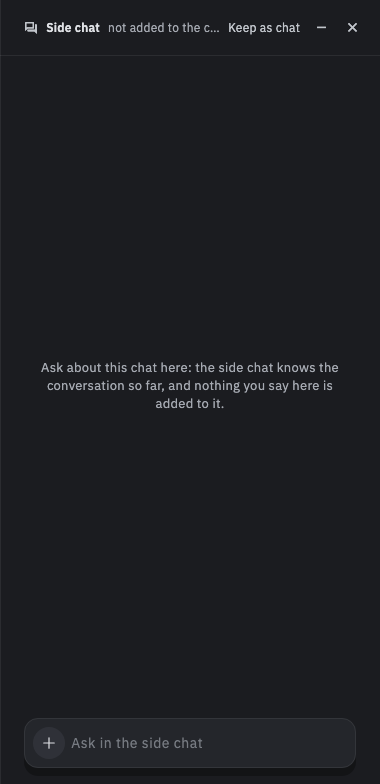 Side chat not added to the c... Keep as chat
Ask about this chat here: the side chat knows the
conversation so far, and nothing you say here is
added to it.
Ask in the side chat